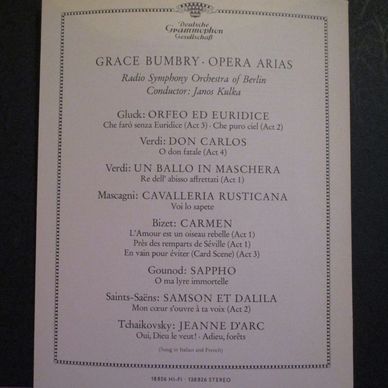 Deutsche
Grammophon
Gesellschaft
GRACE BUMBRY · OPERA ARIAS
Radio Symphony Orchestra of Berlin
Conductor: Janos Kulka
Gluck: ORFEO ED EURIDICE
Che farò senza Euridice (Act 3) · Che puro ciel (Act 2)
Verdi: DON CARLOS
O don fatale (Act 4)
Verdi: UN BALLO IN MASCHERA
Re dell' abisso affrettati (Act 1)
Mascagni: CAVALLERIA RUSTICANA
Voi lo sapete
Bizet: CARMEN
L'Amour est un oiseau rebelle (Act 1)
Près des remparts de Séville (Act 1)
En vain pour éviter (Card Scene) (Act 3)
Gounod: SAPPHO
O ma lyre immortelle
Saints-Saëns: SAMSON ET DALILA
Mon cœur s'ouvre à ta voix (Act 2)
Tchaikovsky: JEANNE D'ARC
Oui, Dieu le veut! · Adieu, forêts
(Sung in Italian and French)
18826 HI-FI · 138826 STEREO